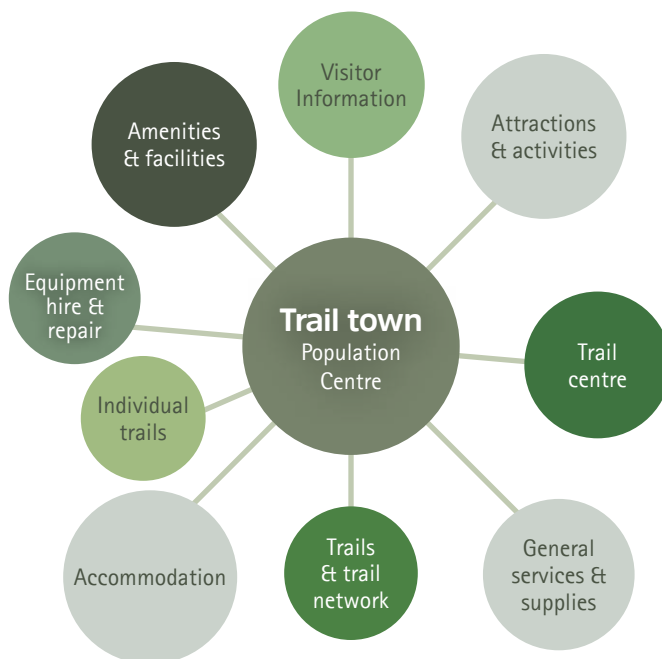 Visitor
Information
Amenities
& facilities
Attractions
& activities
Equipment
hire &
repair
Trail town
Population
Centre
Trail
centre
Individual
trails
Accommodation
Trails
& trail
network
General
services &
supplies